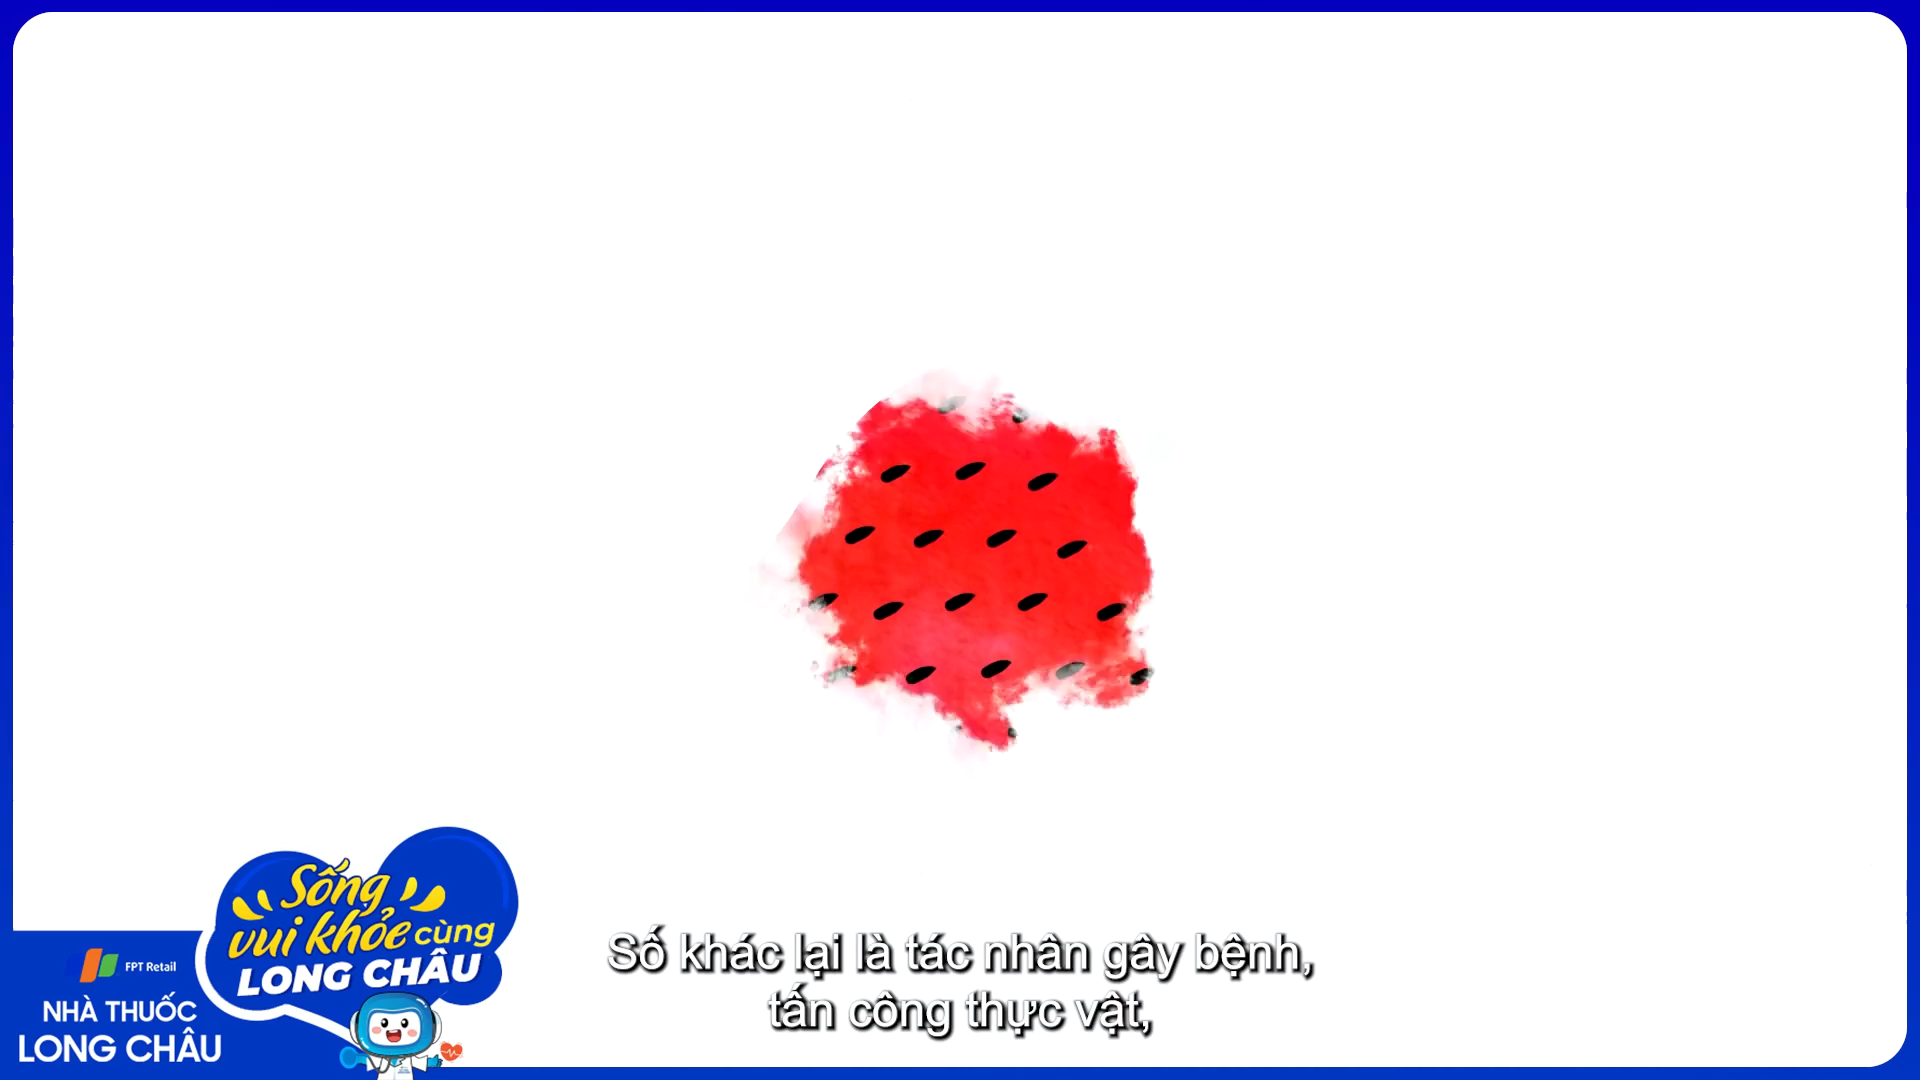 Sống
vui khỏe cùng
LONG CHÂU
FPT Retail
NHÀ THUỐC
LONG CHÂU
Số khác lại là tác nhân gây bệnh,
tấn công thực vật,